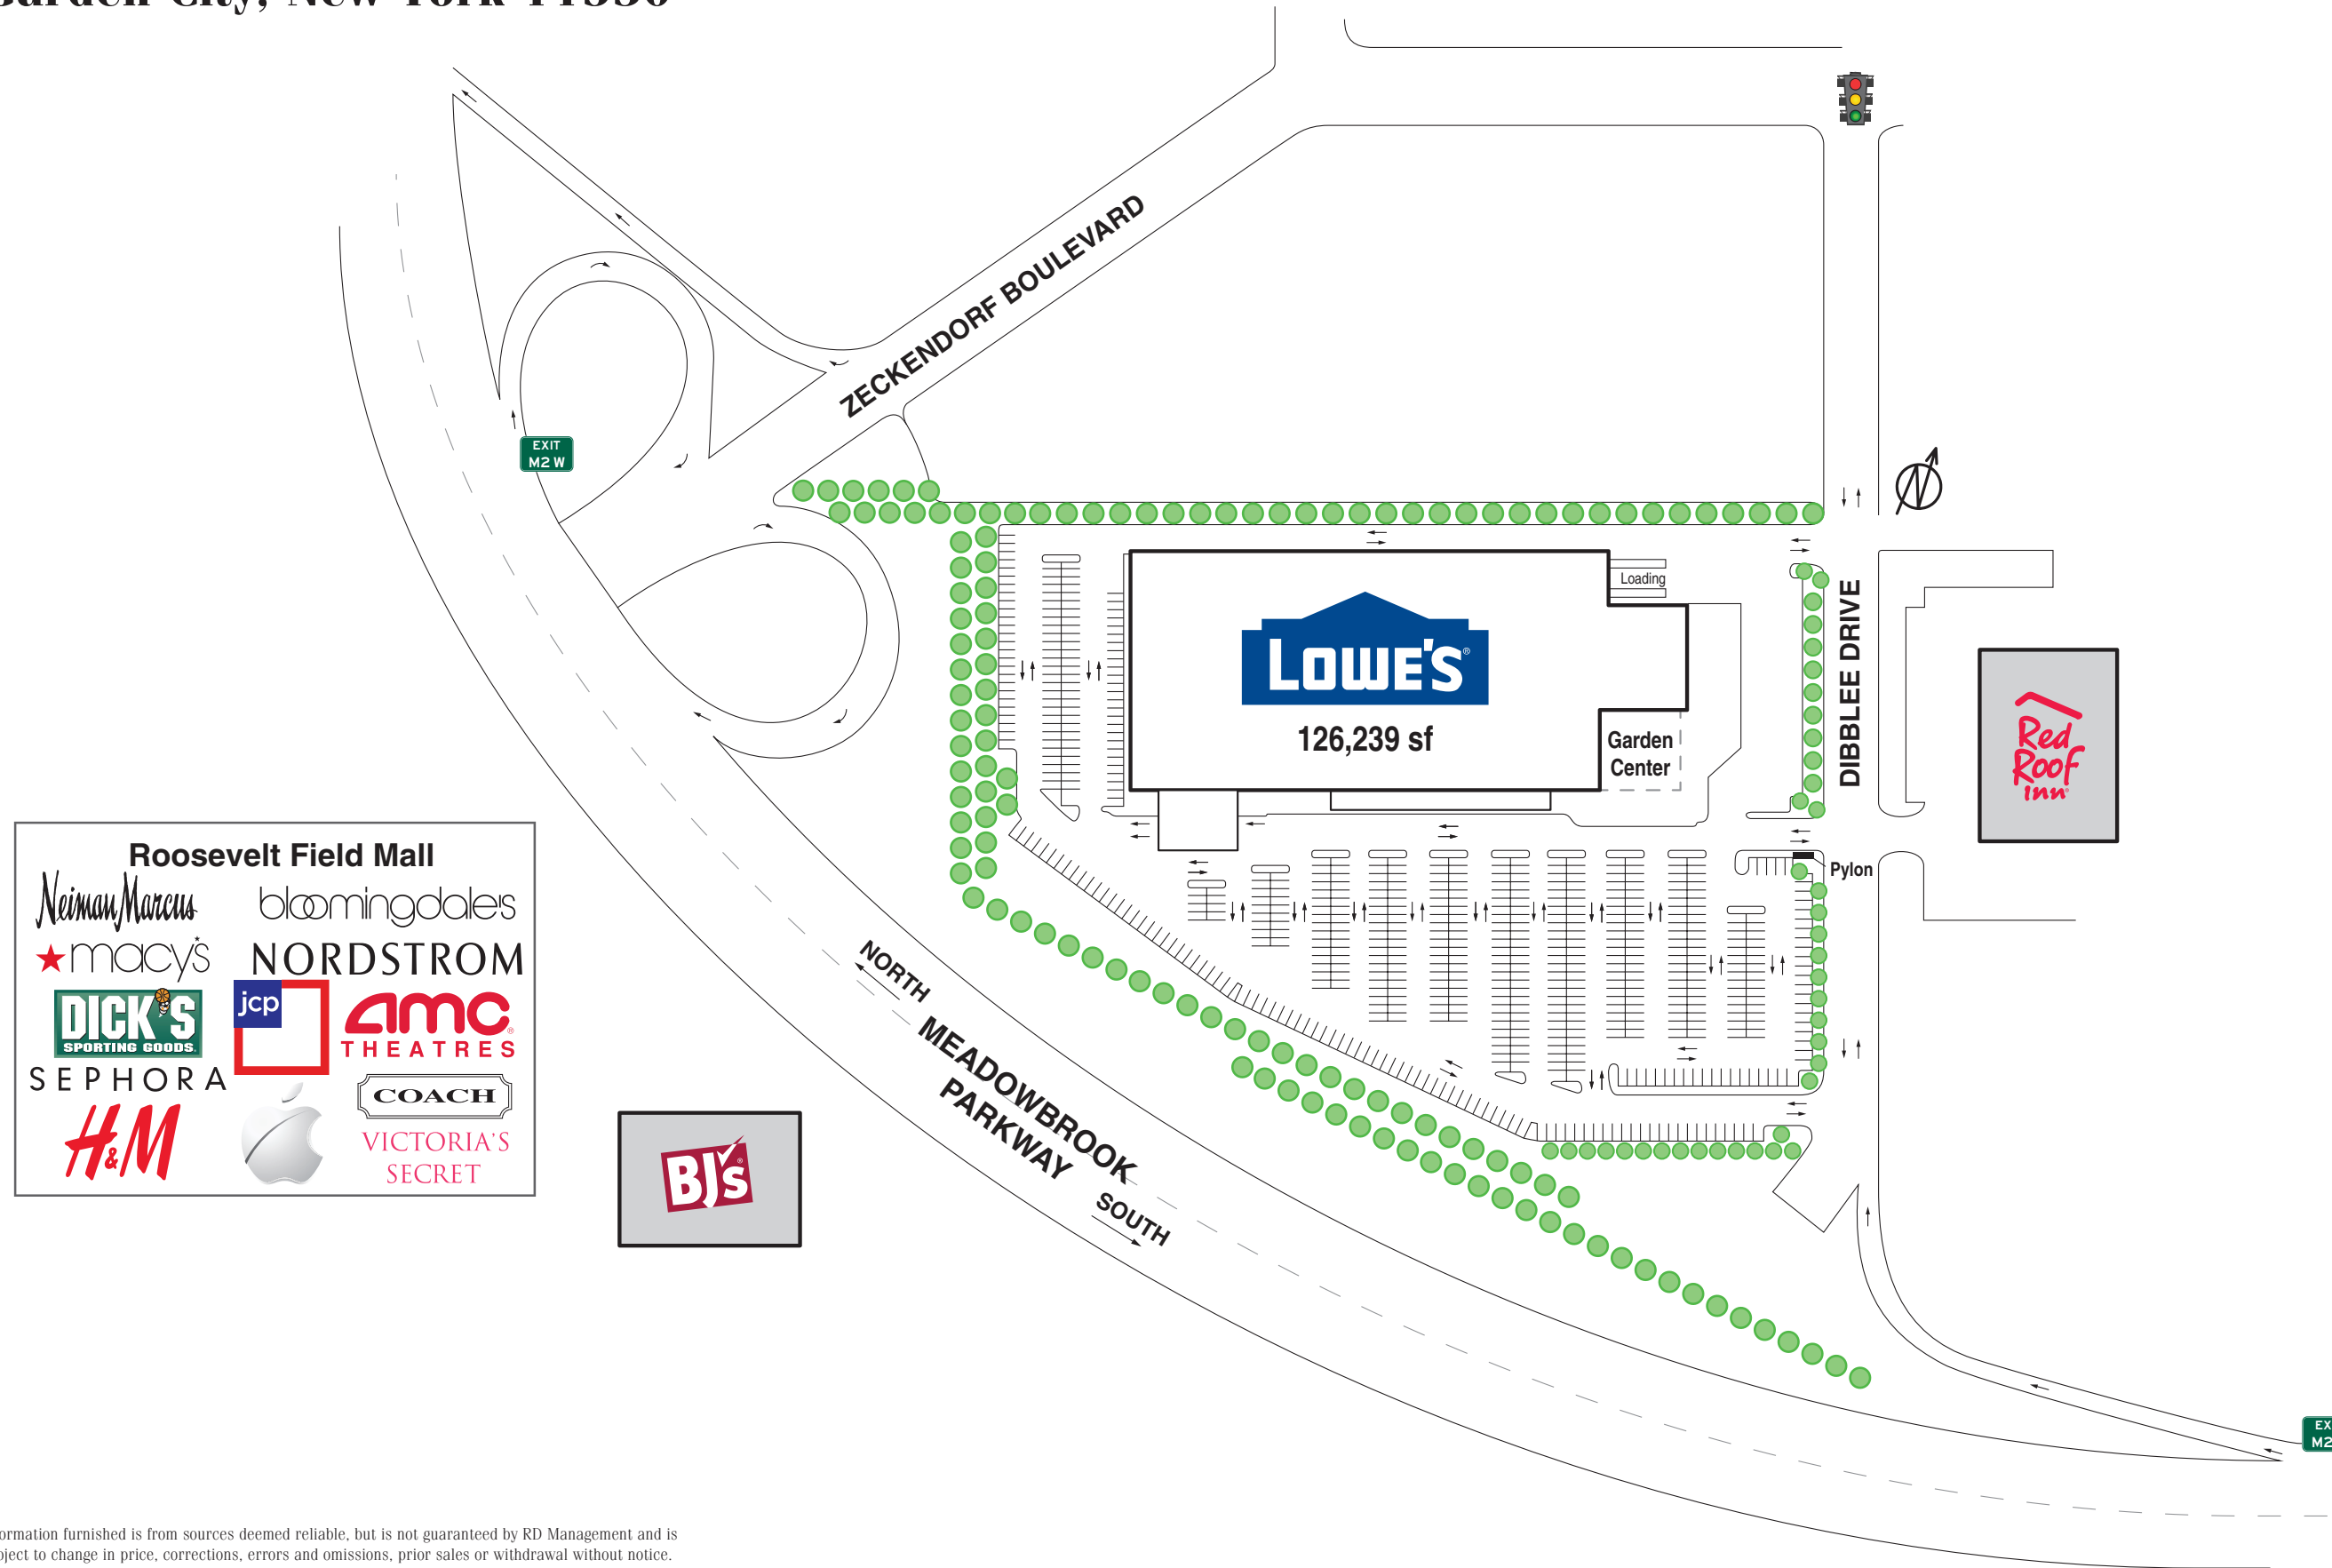 Garden City, New York 11530
ZECKENDORF BOULEVARD
EXIT
M2 W
Loading
LOWE'S®
126,239 sf
Garden
Center
DIBBLEE DRIVE
Red
Roof
inn®
Pylon
Roosevelt Field Mall
Neiman Marcus
bloomingdale's
macy's
NORDSTROM
DICK'S
SPORTING GOODS
jcp
amc
THEATRES
SEPHORA
COACH
H&M
VICTORIA'S
SECRET
BJ's
NORTH
MEADOWBROOK
PARKWAY
SOUTH
EX
M2
ormation furnished is from sources deemed reliable, but is not guaranteed by RD Management and is
ject to change in price, corrections, errors and omissions, prior sales or withdrawal without notice.